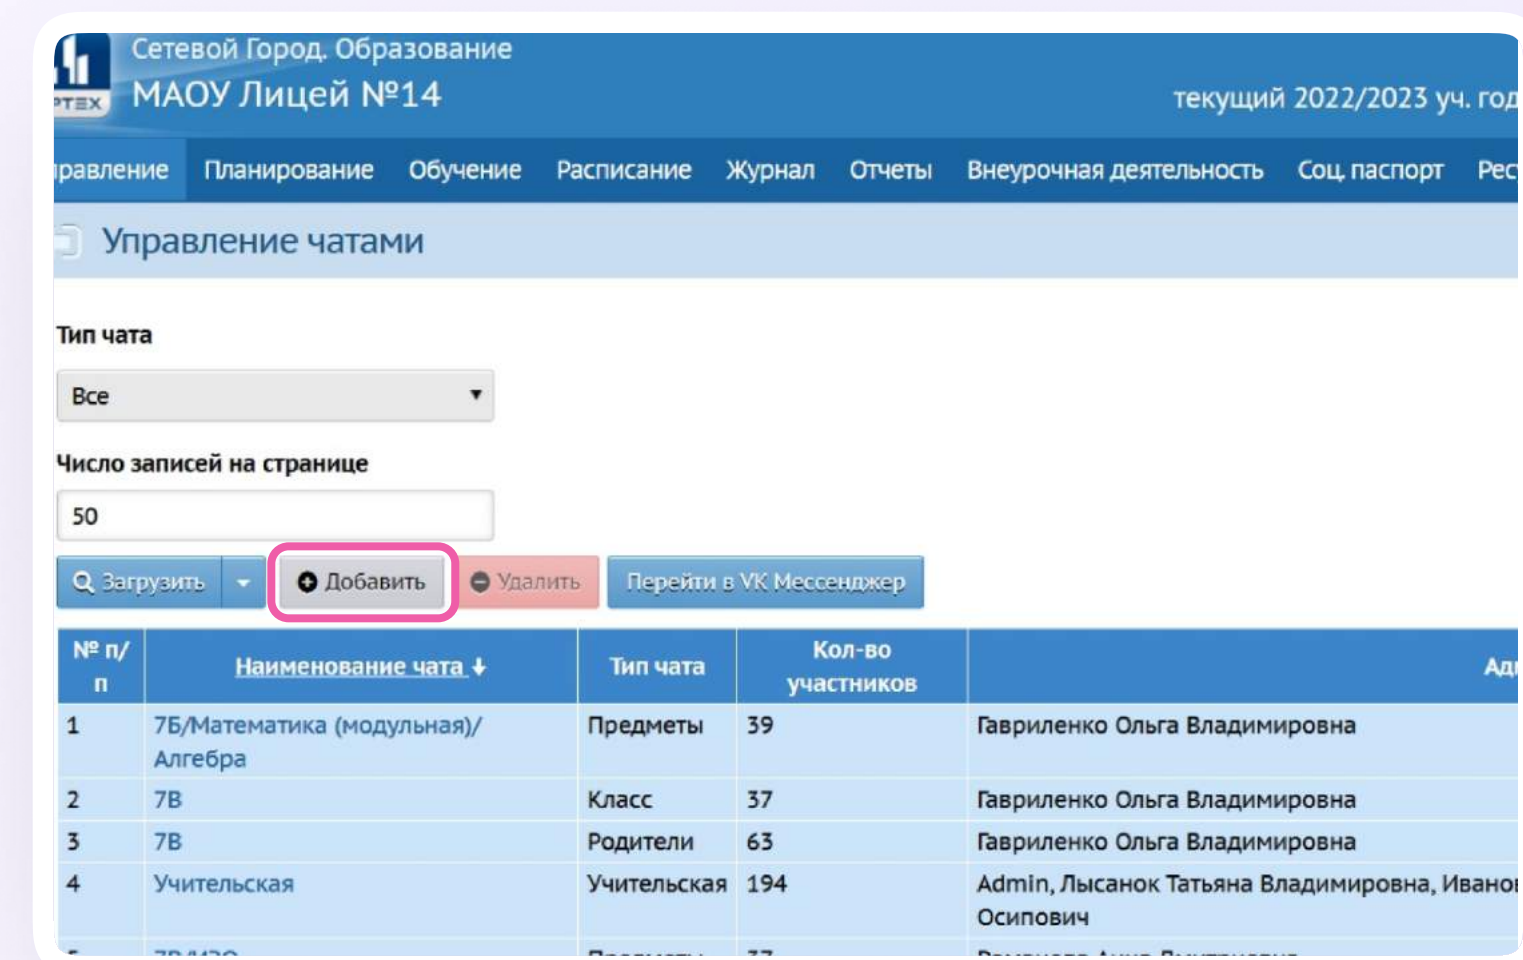 Сетевой Город. Образование
МАОУ Лицей №14
текущий 2022/2023 уч. год
Планирование Обучение Расписание Журнал Отчеты Внеурочная деятельность Соц. паспорт
Управление чатами
Тип чата
Все
Число записей на странице
50
Загрузить Добавить Удалить Перейти в VK Мессенджер
№ п/п Наименование чата Тип чата Кол-во участников
1 7Б/Математика (модульная)/ Предметы 39 Гавриленко Ольга Владимировна
Алгебра
2 7В Класс 37 Гавриленко Ольга Владимировна
3 7В Родители 63 Гавриленко Ольга Владимировна
4 Учительская Учительская 194 Admin, Лысанок Татьяна Владимировна,
Осипович